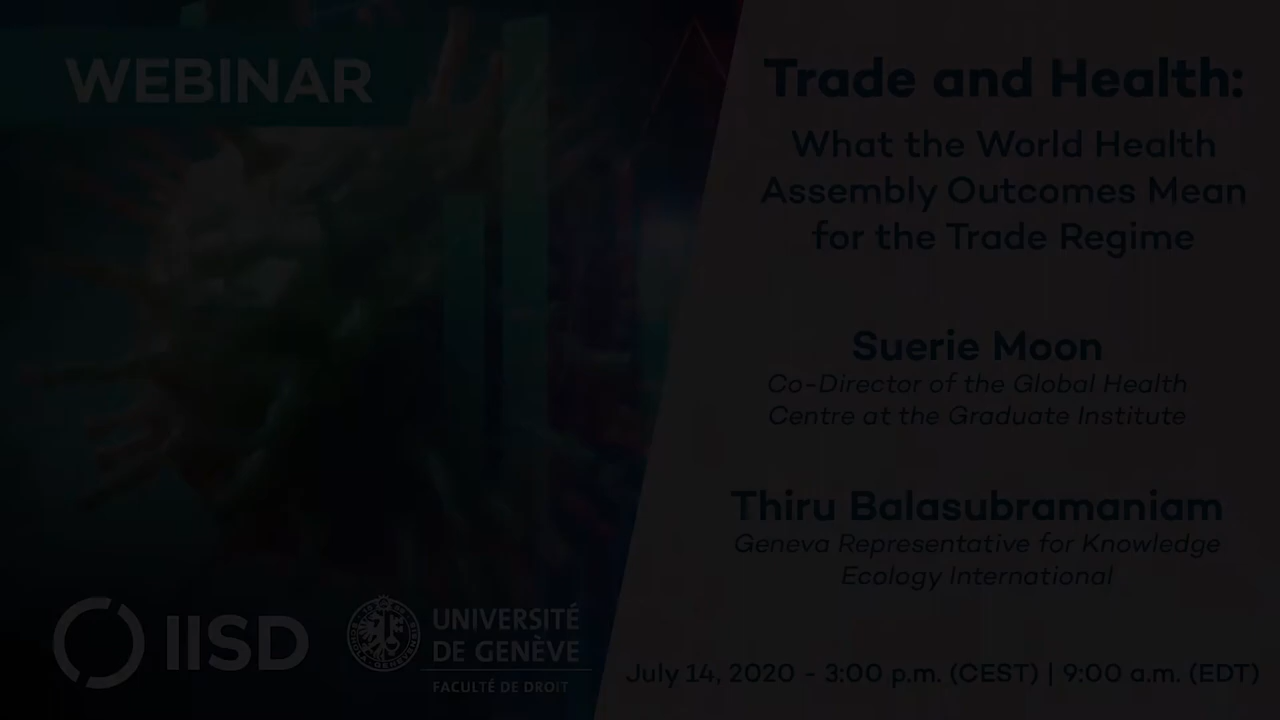 WEBINAR
Trade and Health:
What the World Health
Assembly Outcomes Mean
for the Trade Regime
Suerie Moon
Co-Director of the Global Health
Centre at the Graduate Institute
Thiru Balasubramaniam
Geneva Representative for Knowledge
Ecology International
IISD
UNIVERSITÉ
DE GENÈVE
FACULTÉ DE DROIT
July 14, 2020 - 3:00 p.m. (CEST) | 9:00 a.m. (EDT)